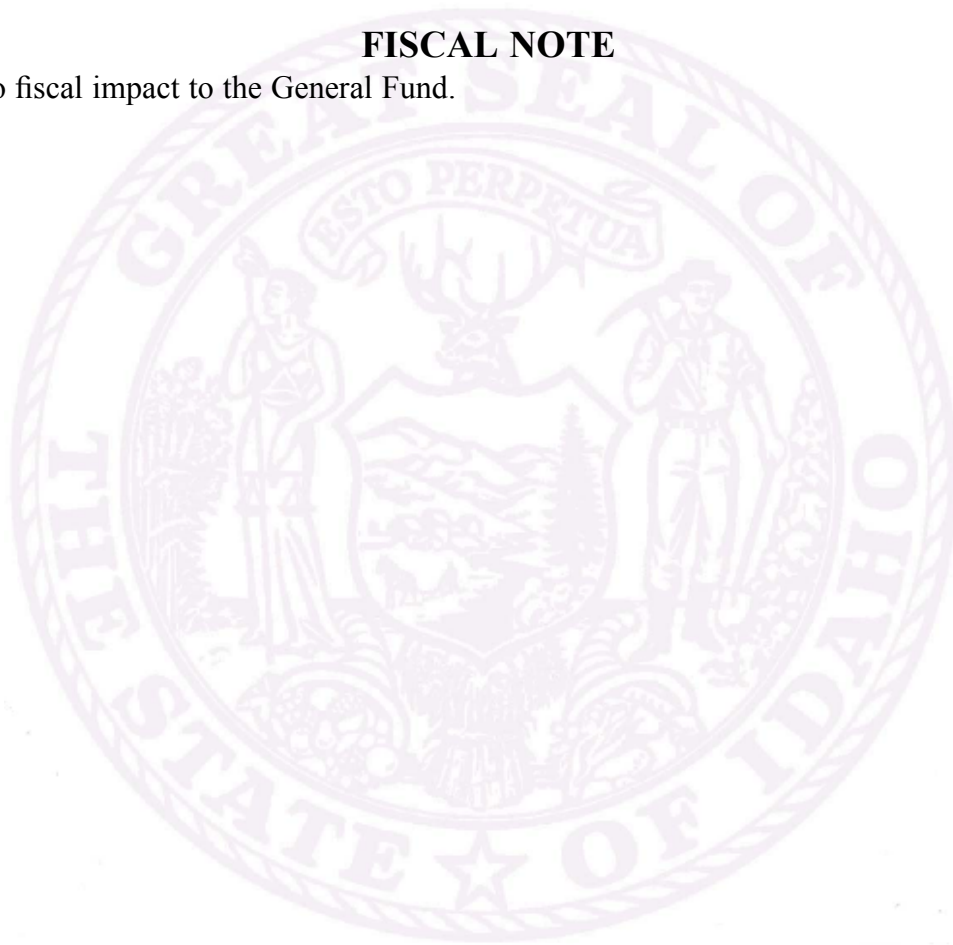 FISCAL NOTE
o fiscal impact to the General Fund.
GREAT SEAL OF
ESTO PERPETUA
THE STATE OF IDAHO